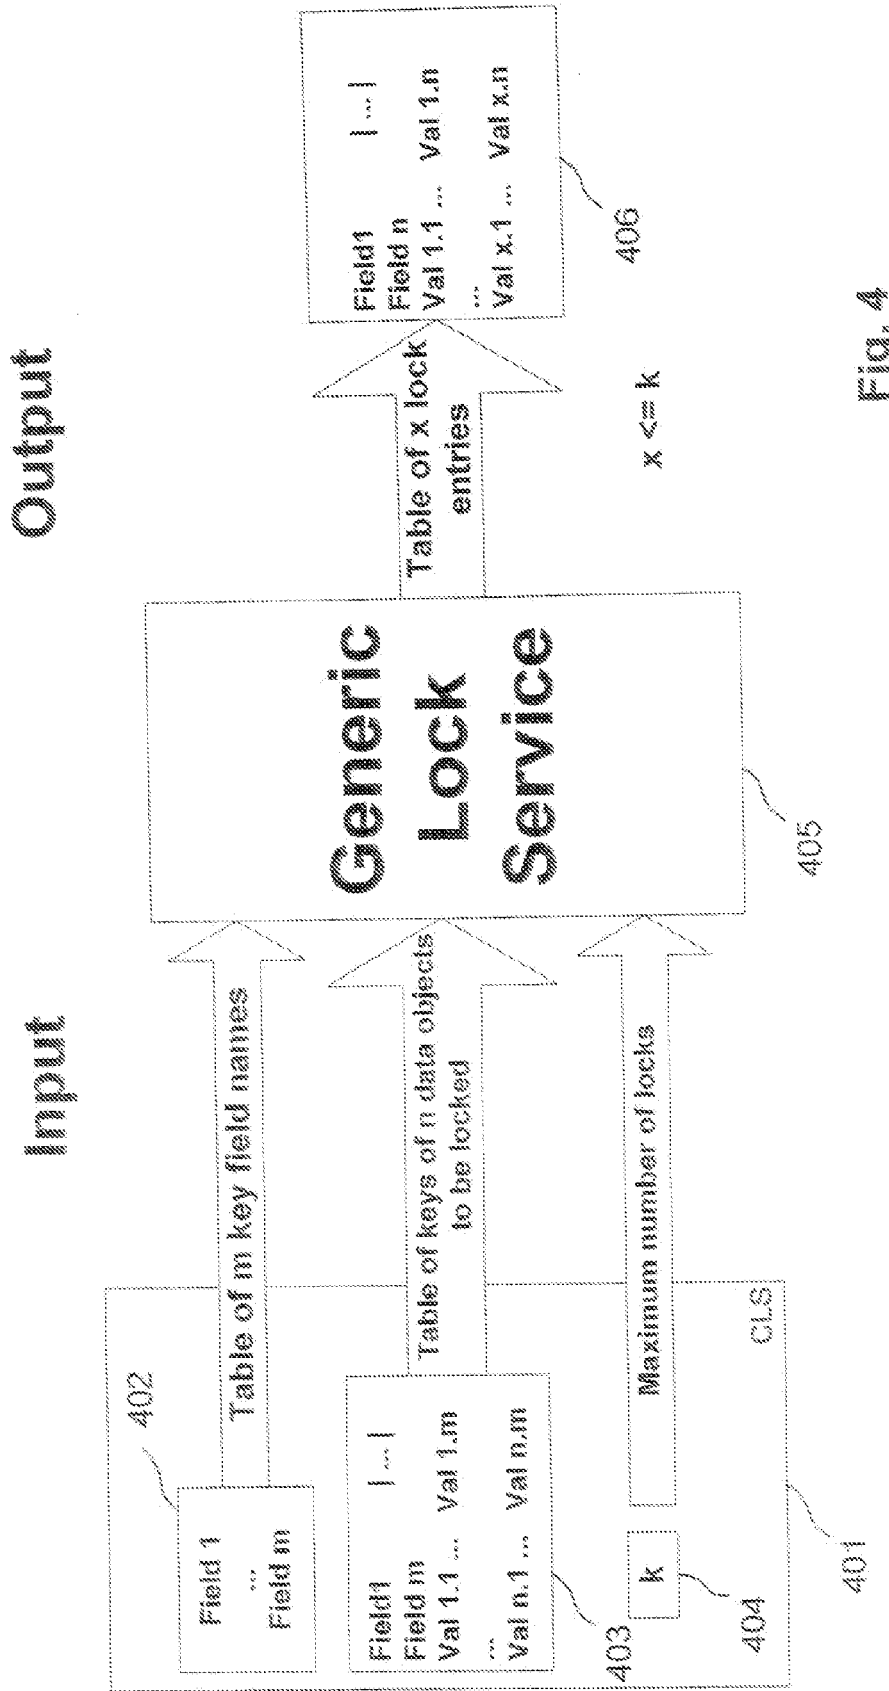 Input
Output
402
Field 1
...
Field m
Table of m key field names
Field1 | ... |
Field m
Val 1.1 ... Val 1.m
...
Val n.1 ... Val n.m
403
Table of keys of n data objects
to be locked
k
404
Maximum number of locks
CLS
401
Generic
Lock
Service
405
Table of x lock
entries
x <= k
Field1 | ... |
Field n
Val 1.1 ... Val 1.n
...
Val x.1 ... Val x.n
406
Fig. 4